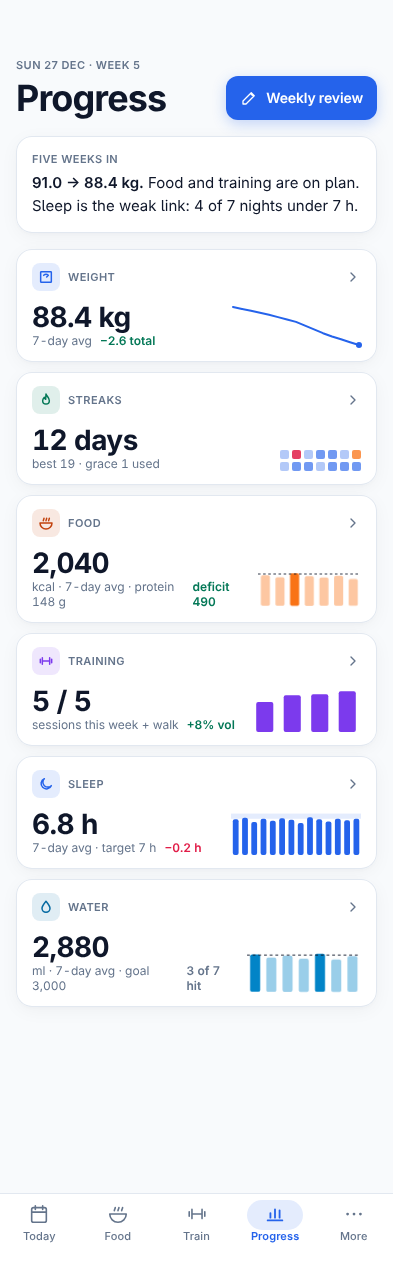 SUN 27 DEC · WEEK 5
Progress
Weekly review
FIVE WEEKS IN
91.0 → 88.4 kg. Food and training are on plan.
Sleep is the weak link: 4 of 7 nights under 7 h.
WEIGHT
88.4 kg
7-day avg −2.6 total
STREAKS
12 days
best 19 · grace 1 used
FOOD
2,040
kcal · 7-day avg · protein
148 g
deficit
490
TRAINING
5 / 5
sessions this week + walk +8% vol
SLEEP
6.8 h
7-day avg · target 7 h −0.2 h
WATER
2,880
ml · 7-day avg · goal
3,000
3 of 7
hit
Today
Food
Train
Progress
More